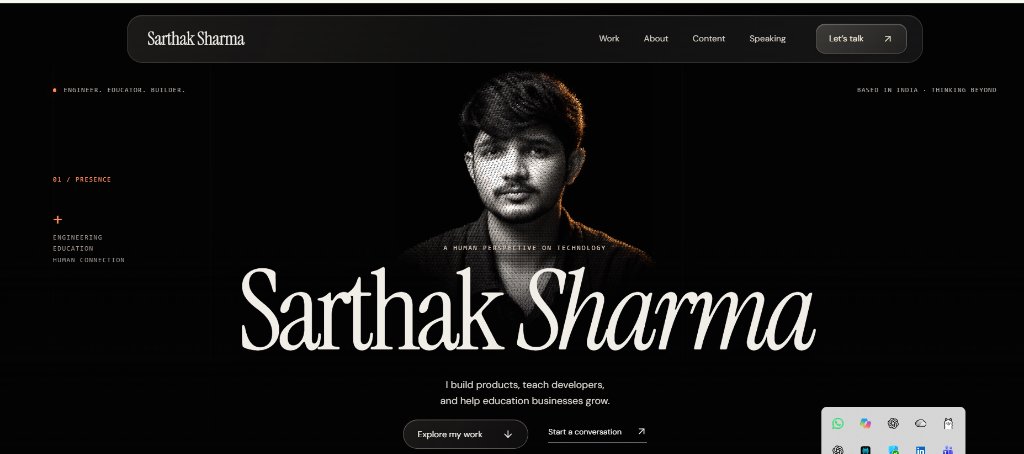 Sarthak Sharma
Work About Content Speaking Let's talk
ENGINEER. EDUCATOR. BUILDER.
BASED IN INDIA · THINKING BEYOND
01 / PRESENCE
+
ENGINEERING
EDUCATION
HUMAN CONNECTION
A HUMAN PERSPECTIVE ON TECHNOLOGY
Sarthak Sharma
I build products, teach developers,
and help education businesses grow.
Explore my work
Start a conversation